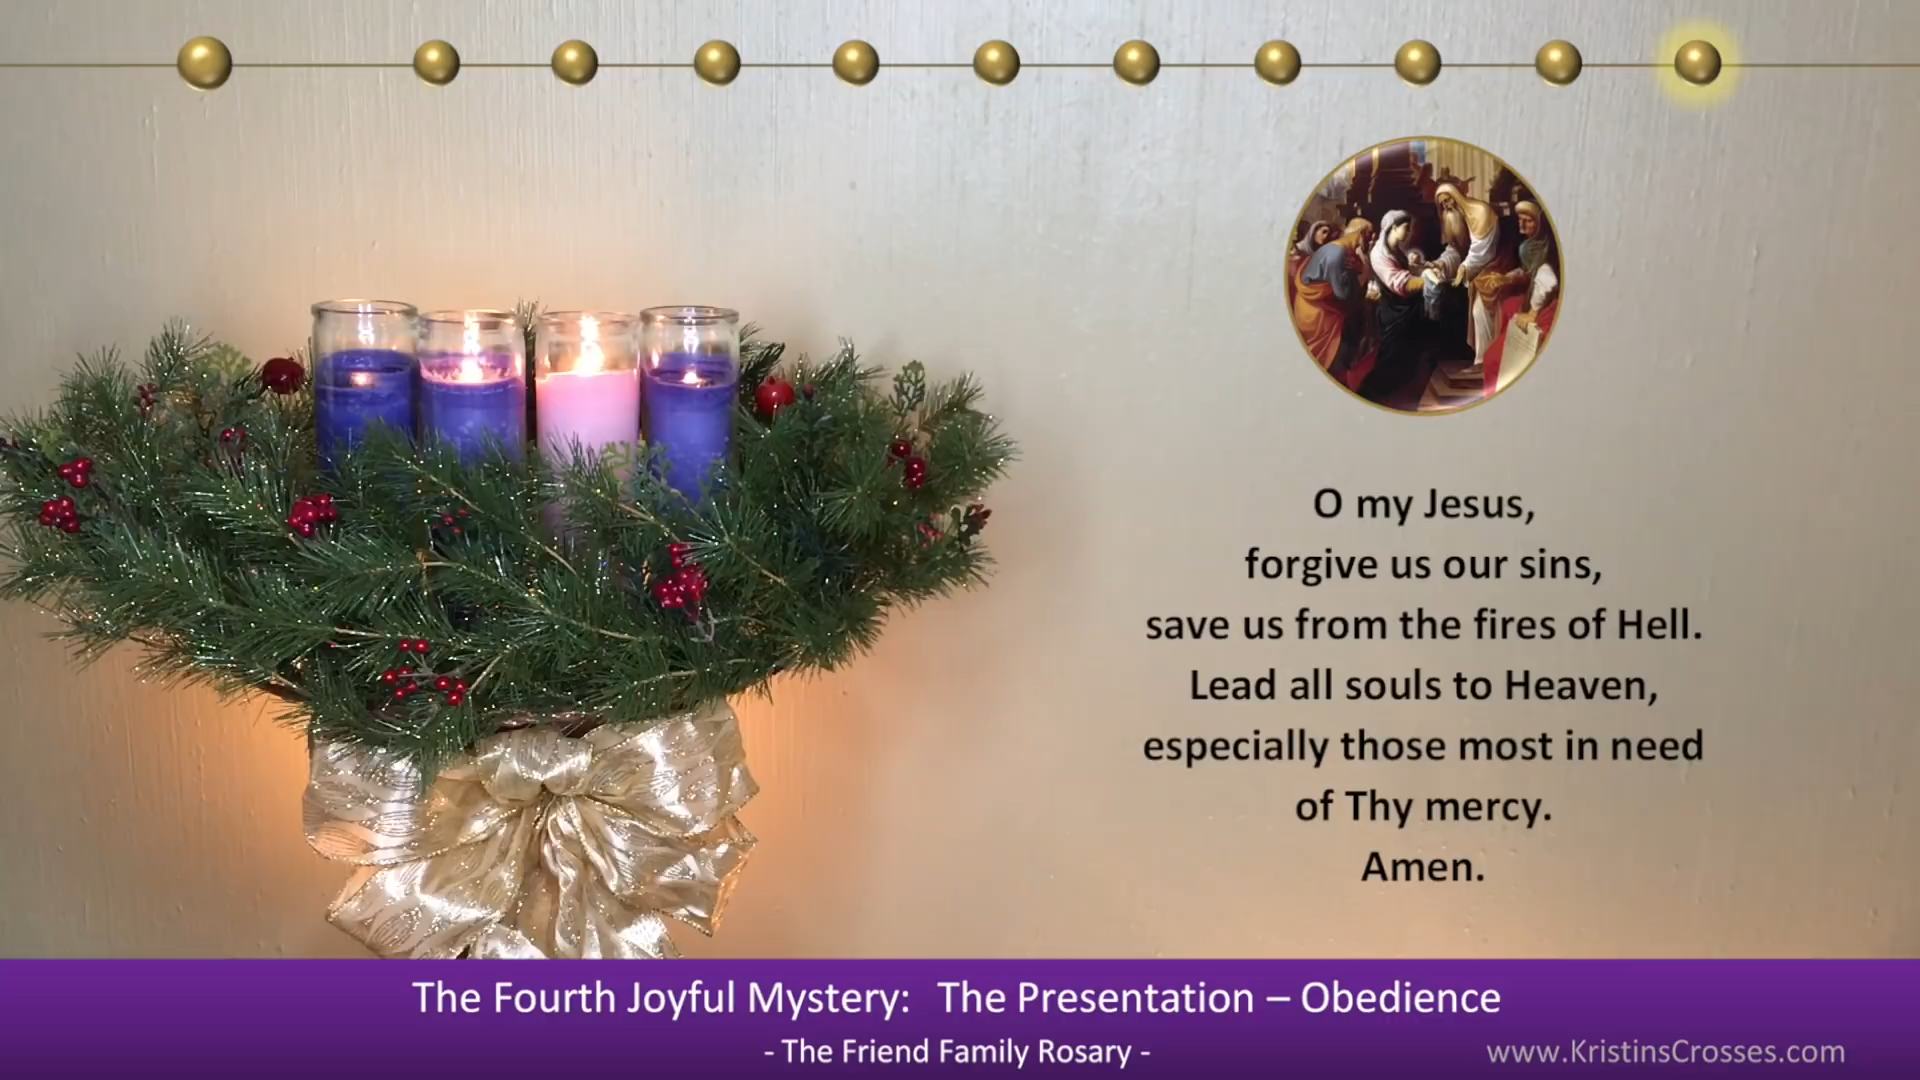 O my Jesus,
forgive us our sins,
save us from the fires of Hell.
Lead all souls to Heaven,
especially those most in need
of Thy mercy.
Amen.
The Fourth Joyful Mystery: The Presentation – Obedience
- The Friend Family Rosary -
www.KristinsCrosses.com